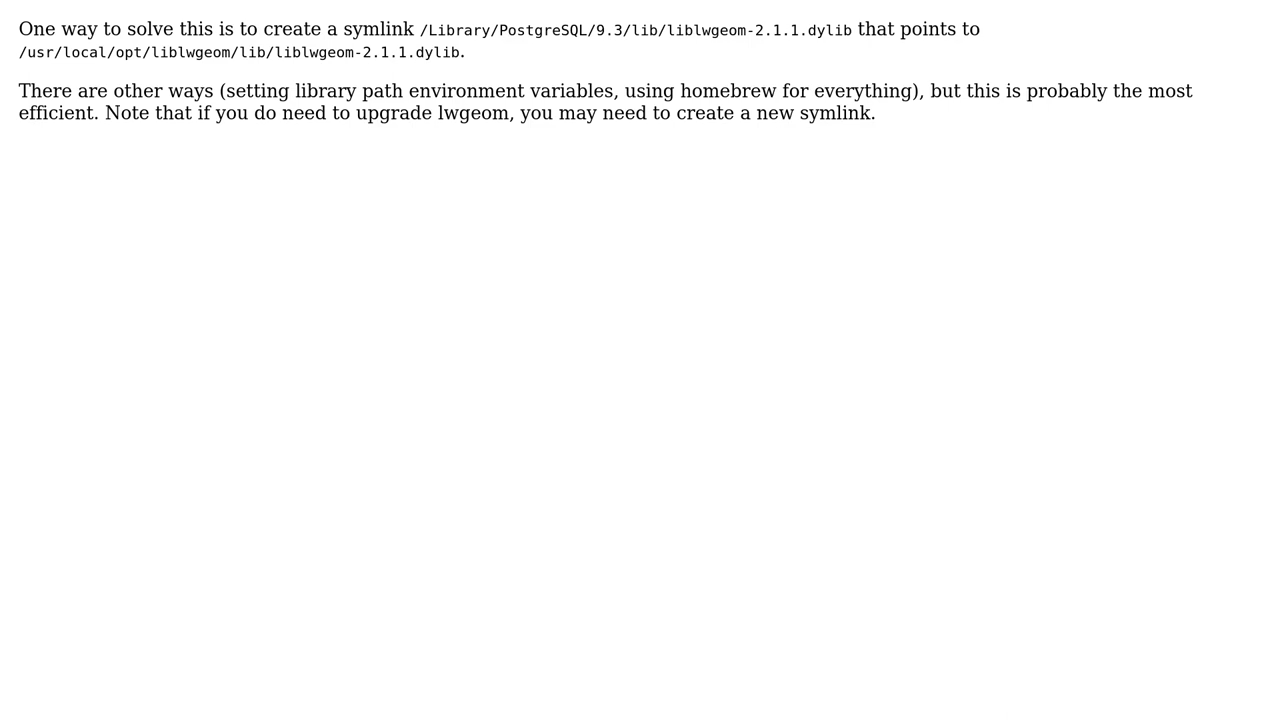 One way to solve this is to create a symlink /Library/PostgreSQL/9.3/lib/liblwgeom-2.1.1.dylib that points to
/usr/local/opt/liblwgeom/lib/liblwgeom-2.1.1.dylib.
There are other ways (setting library path environment variables, using homebrew for everything), but this is probably the most
efficient. Note that if you do need to upgrade lwgeom, you may need to create a new symlink.